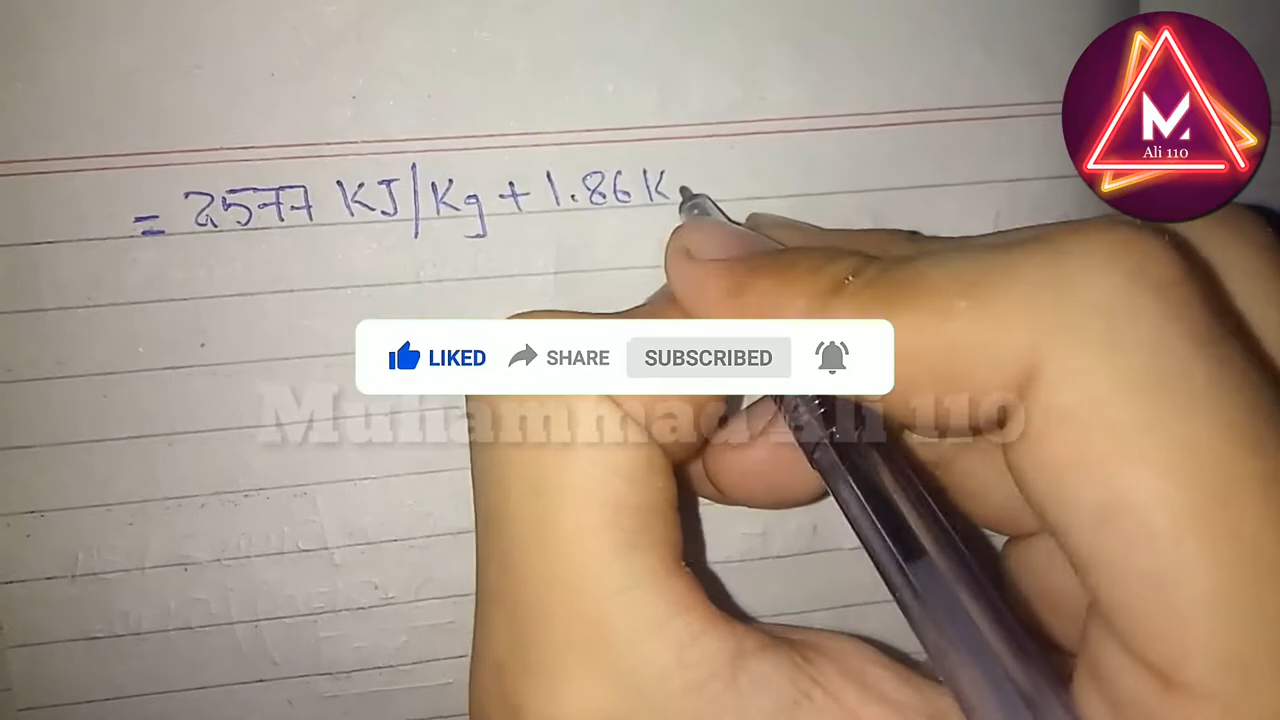 M.
Ali 110
= 2577 KJ/Kg + 1.86 K
LIKED SHARE SUBSCRIBED
Muhammad Ali 110